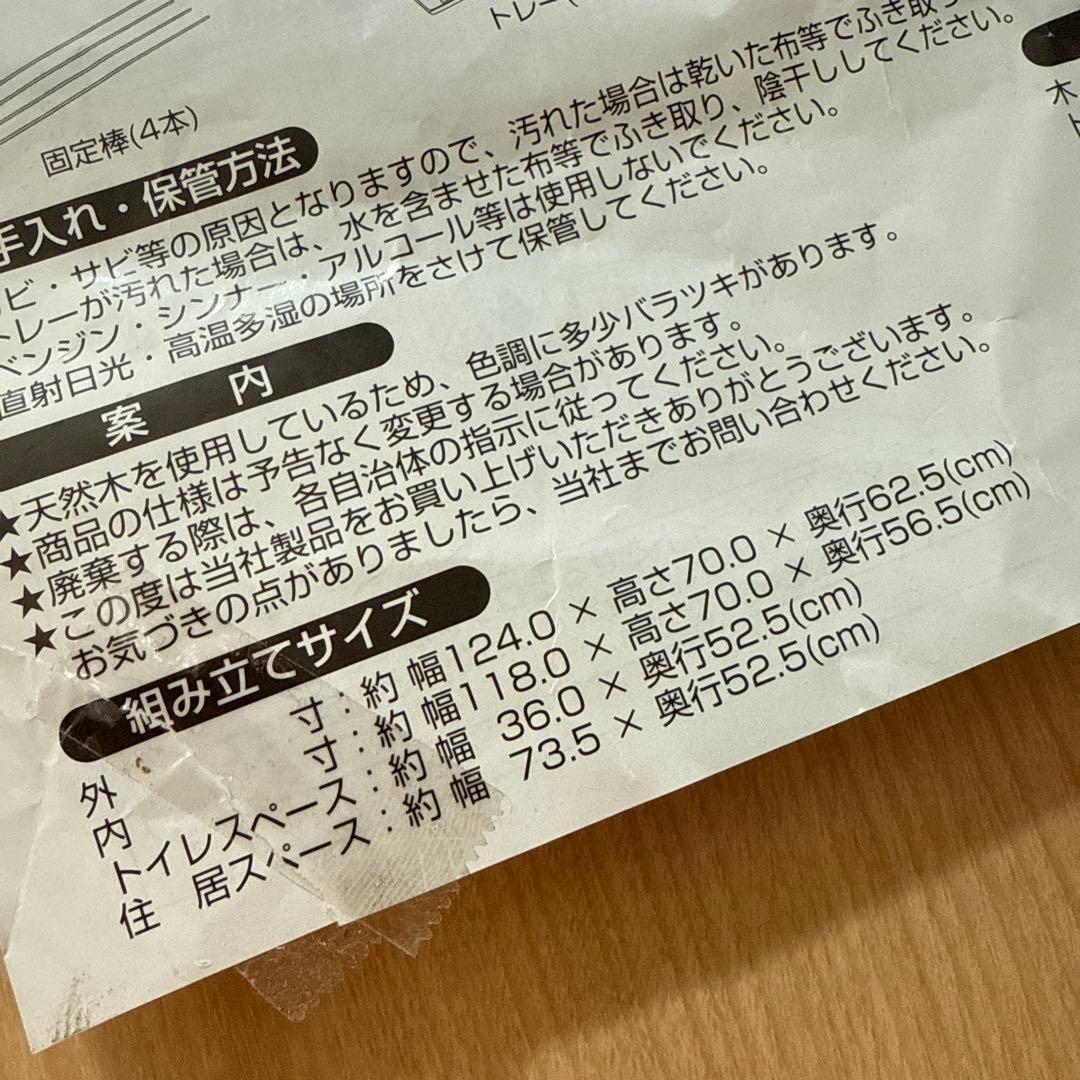 トレー(
固定棒(4本)
手入れ・保管方法
ビ・サビ等の原因となりますので、汚れた場合は乾いた布等でふき取り
トレーが汚れた場合は、水を含ませた布等でふき取り、陰干ししてください。
ベンジン・シンナー・アルコール等は使用しないでください。
直射日光・高温多湿の場所をさけて保管してください。
案 内
★天然木を使用しているため、色調に多少バラツキがあります。
★商品の仕様は予告なく変更する場合があります。
★廃棄する際は、各自治体の指示に従ってください。
★この度は当社製品をお買い上げいただきありがとうございます。
お気づきの点がありましたら、当社までお問い合わせください。
組み立てサイズ
外 寸：約 幅124.0 × 高さ70.0 × 奥行62.5(cm)
内 寸：約 幅118.0 × 高さ70.0 × 奥行56.5(cm)
トイレスペース：約 幅 36.0 × 奥行52.5(cm)
住 居スペース：約 幅 73.5 × 奥行52.5(cm)
木